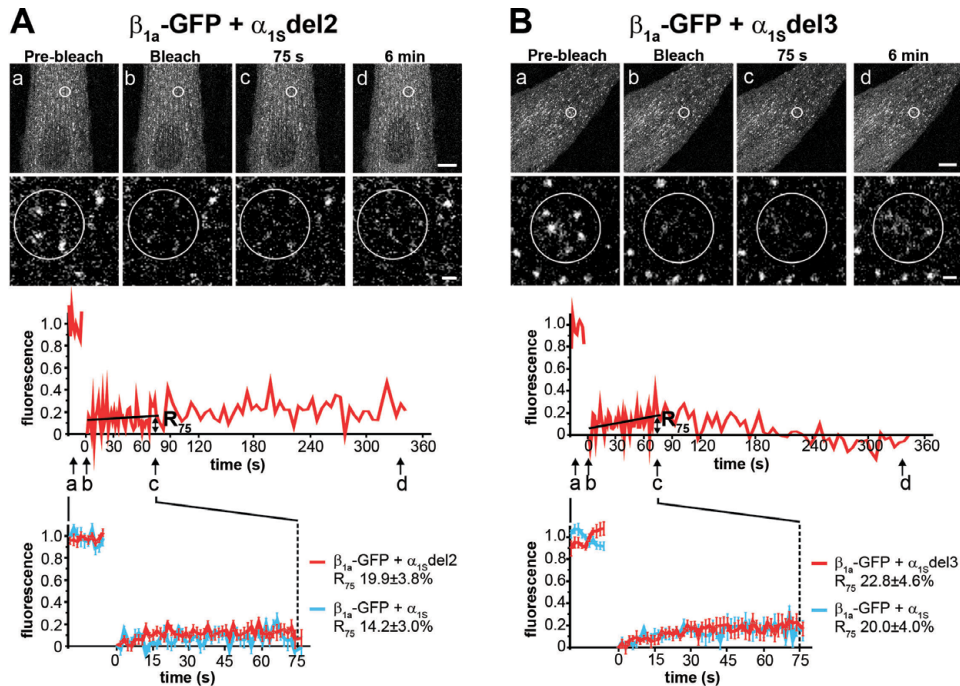 A
β1a-GFP + α1Sdel2
Pre-bleach Bleach 75 s 6 min
a b c d
fluorescence
1.0
0.8
0.6
0.4
0.2
0
R75
0 30 60 90 120 180 240 300 360
time (s)
a b c d
fluorescence
1.0
0.8
0.6
0.4
0.2
0
β1a-GFP + α1Sdel2
R75 19.9±3.8%
β1a-GFP + α1S
R75 14.2±3.0%
0 15 30 45 60 75
time (s)
B
β1a-GFP + α1Sdel3
Pre-bleach Bleach 75 s 6 min
a b c d
fluorescence
1.0
0.8
0.6
0.4
0.2
0
R75
0 30 60 90 120 180 240 300 360
time (s)
a b c d
fluorescence
1.0
0.8
0.6
0.4
0.2
0
β1a-GFP + α1Sdel3
R75 22.8±4.6%
β1a-GFP + α1S
R75 20.0±4.0%
0 15 30 45 60 75
time (s)